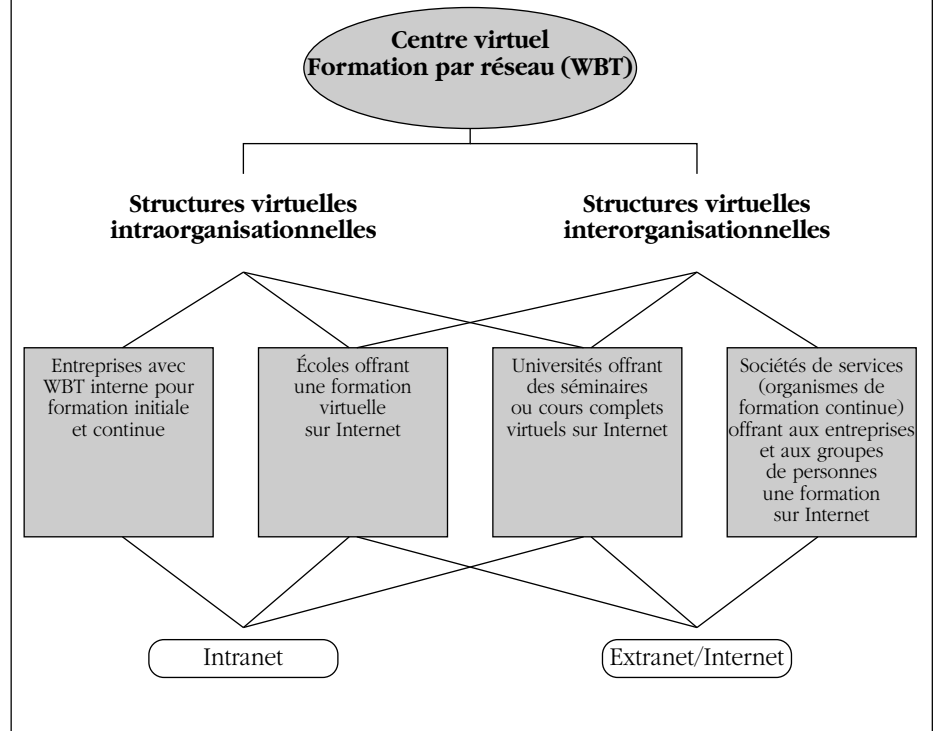 Centre virtuel
Formation par réseau (WBT)
Structures virtuelles
intraorganisationnelles
Structures virtuelles
interorganisationnelles
Entreprises avec
WBT interne pour
formation initiale
et continue
Écoles offrant
une formation
virtuelle
sur Internet
Universités offrant
des séminaires
ou cours complets
virtuels sur Internet
Sociétés de services
(organismes de
formation continue)
offrant aux entreprises
et aux groupes
de personnes
une formation
sur Internet
Intranet
Extranet/Internet